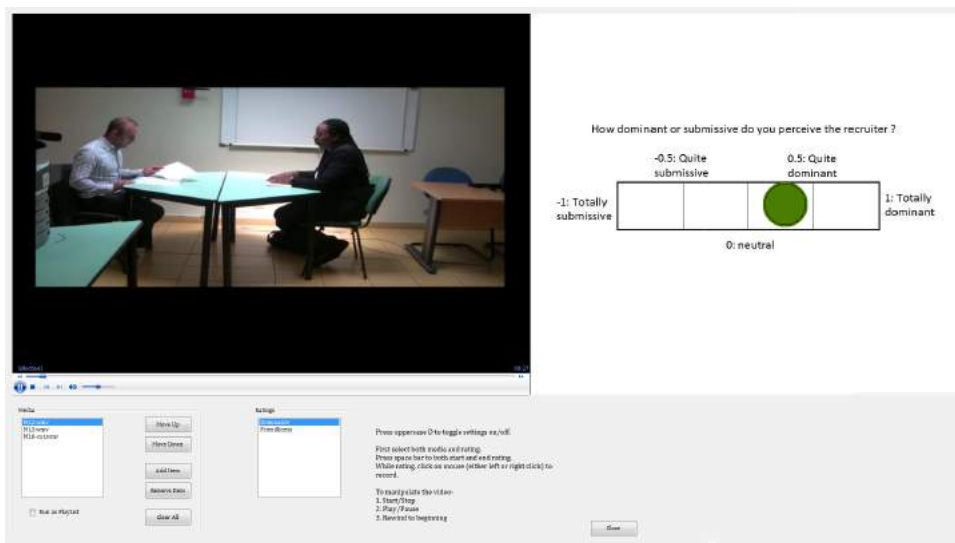 How dominant or submissive do you perceive the recruiter ?
-0.5: Quite
submissive
0.5: Quite
dominant
-1: Totally
submissive
1: Totally
dominant
0: neutral
Media
Ratings
Move Up
Move Down
Add Item
Remove Item
Clear All
Run as Playlist
Press uppercase D to toggle settings on/off.
First select both media and rating.
Press space bar to both start and end rating.
While rating, click on mouse (either left or right click) to
record.
To manipulate the video-
1. Start/Stop
2. Play/Pause
3. Rewind to beginning
Close